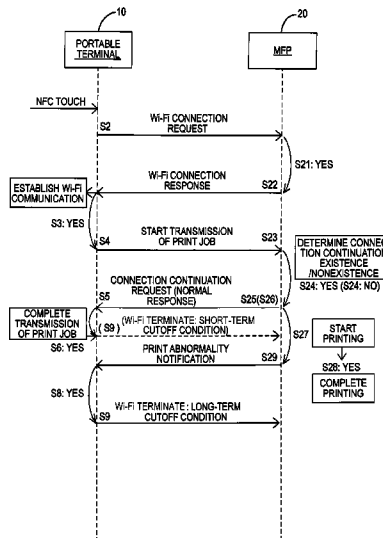 10
20
PORTABLE
TERMINAL
MFP
NFC TOUCH
S2
Wi-Fi CONNECTION
REQUEST
S21: YES
Wi-Fi CONNECTION
RESPONSE
S22
ESTABLISH Wi-Fi
COMMUNICATION
S3: YES
S4
START TRANSMISSION
OF PRINT JOB
S23
DETERMINE CONNEC-
TION CONTINUATION
EXISTENCE
/NONEXISTENCE
S24: YES (S24: NO)
CONNECTION CONTINUATION
REQUEST (NORMAL
RESPONSE)
S5
S25(S26)
COMPLETE
TRANSMISSION
OF PRINT JOB
(S9)
(Wi-Fi TERMINATE: SHORT-TERM
CUTOFF CONDITION)
S27
START
PRINTING
S6: YES
PRINT ABNORMALITY
NOTIFICATION
S29
S28: YES
COMPLETE
PRINTING
S8: YES
S9
Wi-Fi TERMINATE : LONG-TERM
CUTOFF CONDITION